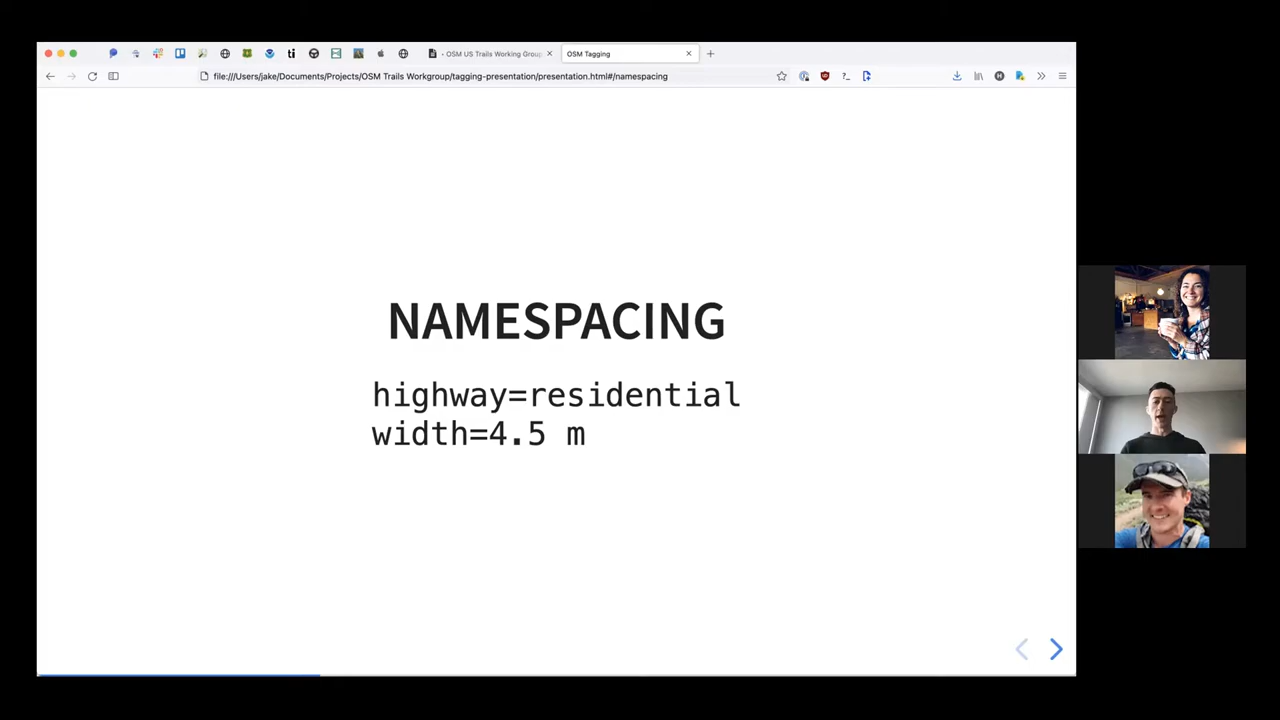 OSM US Trails Working Group
OSM Tagging
file:///Users/jake/Documents/Projects/OSM Trails Workgroup/tagging-presentation/presentation.html#/namespacing
NAMESPACING
highway=residential
width=4.5 m